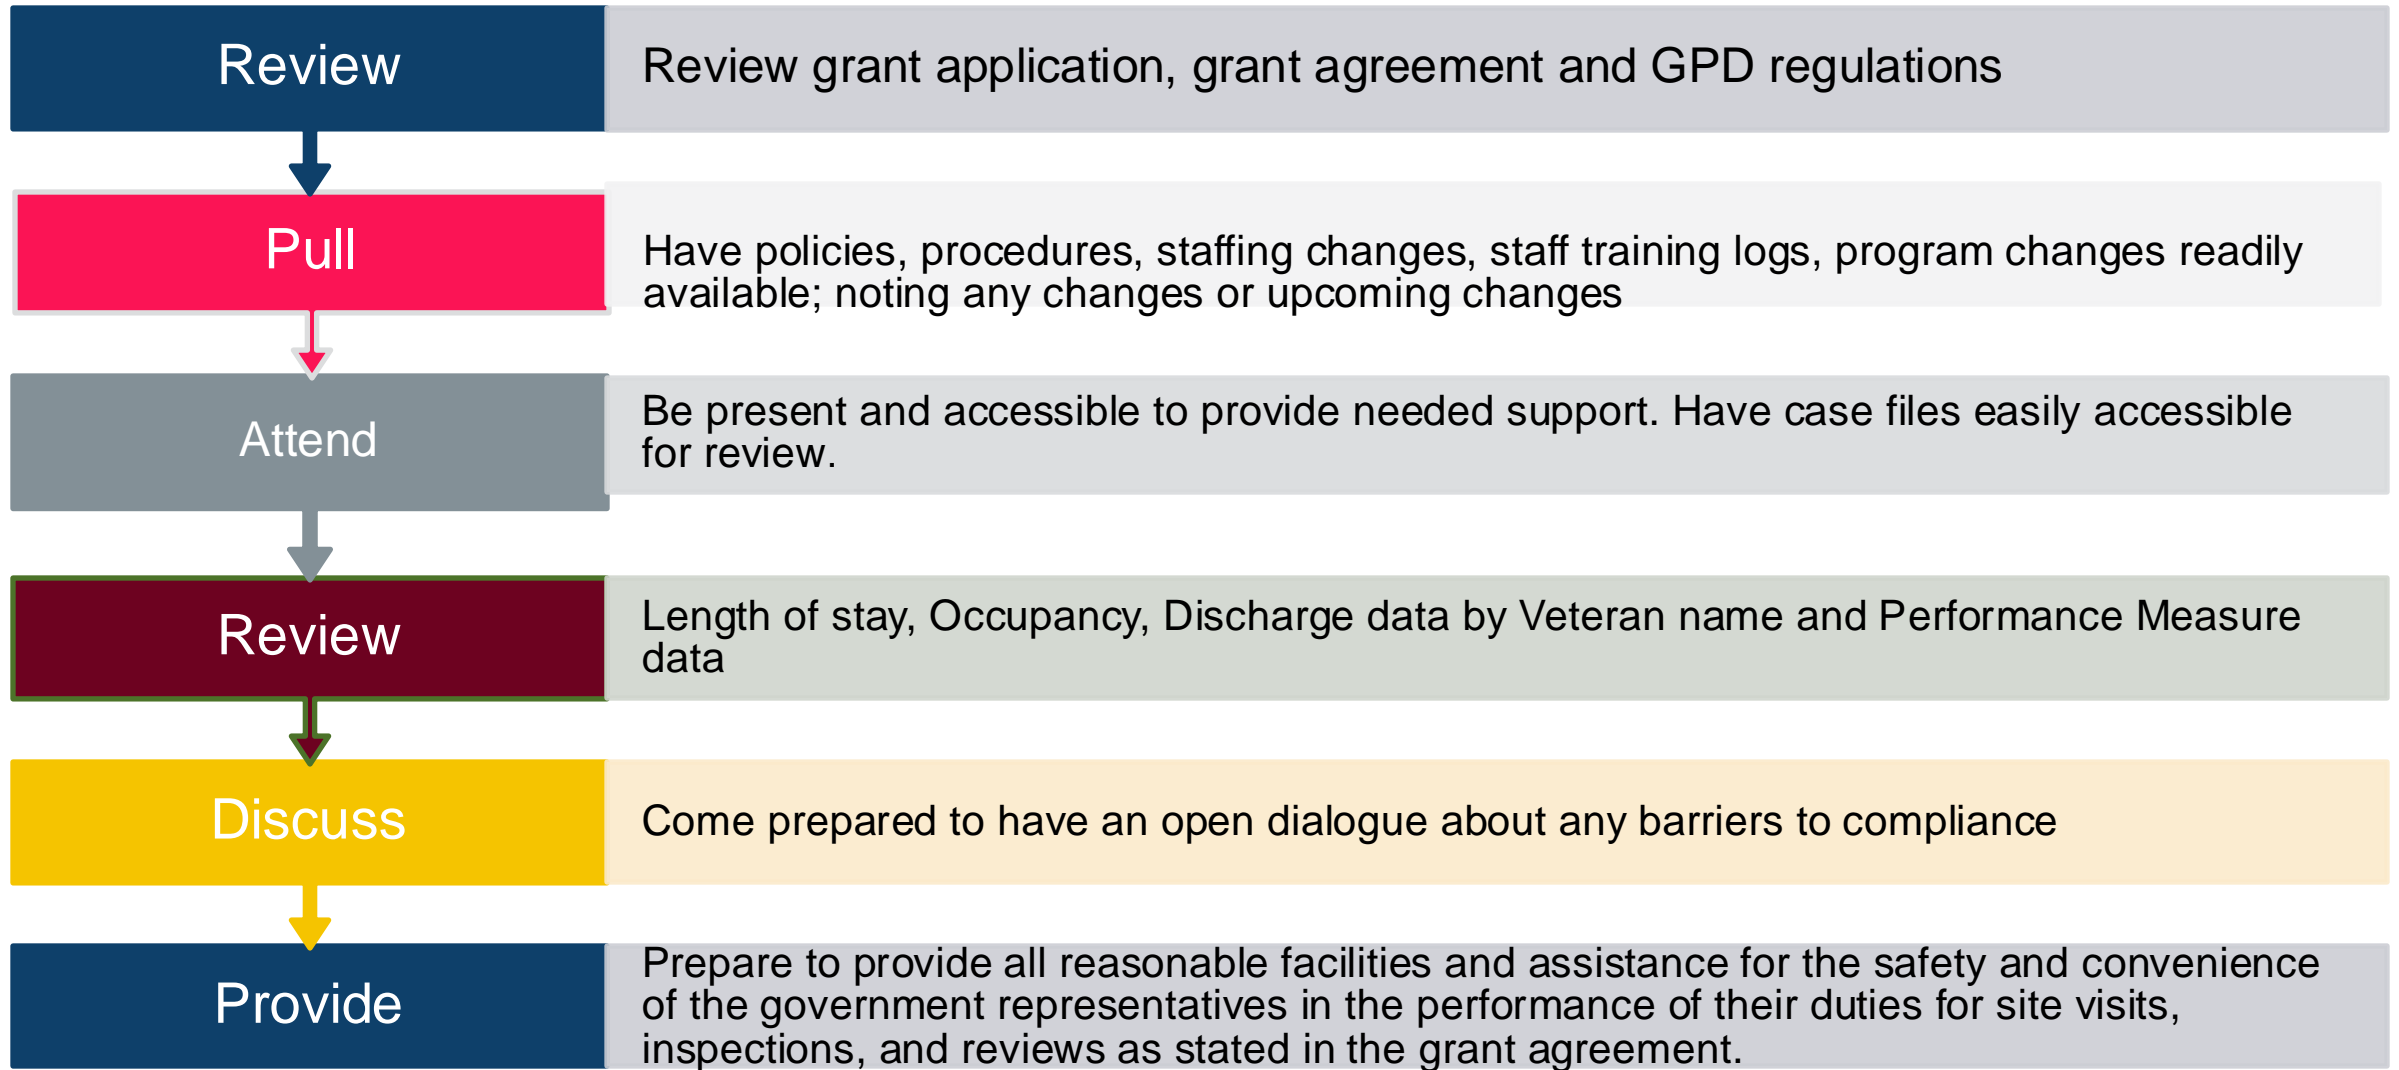 Review
Review grant application, grant agreement and GPD regulations
Pull
Have policies, procedures, staffing changes, staff training logs, program changes readily
available; noting any changes or upcoming changes
Attend
Be present and accessible to provide needed support. Have case files easily accessible
for review.
Review
Length of stay, Occupancy, Discharge data by Veteran name and Performance Measure
data
Discuss
Come prepared to have an open dialogue about any barriers to compliance
Provide
Prepare to provide all reasonable facilities and assistance for the safety and convenience
of the government representatives in the performance of their duties for site visits,
inspections, and reviews as stated in the grant agreement.